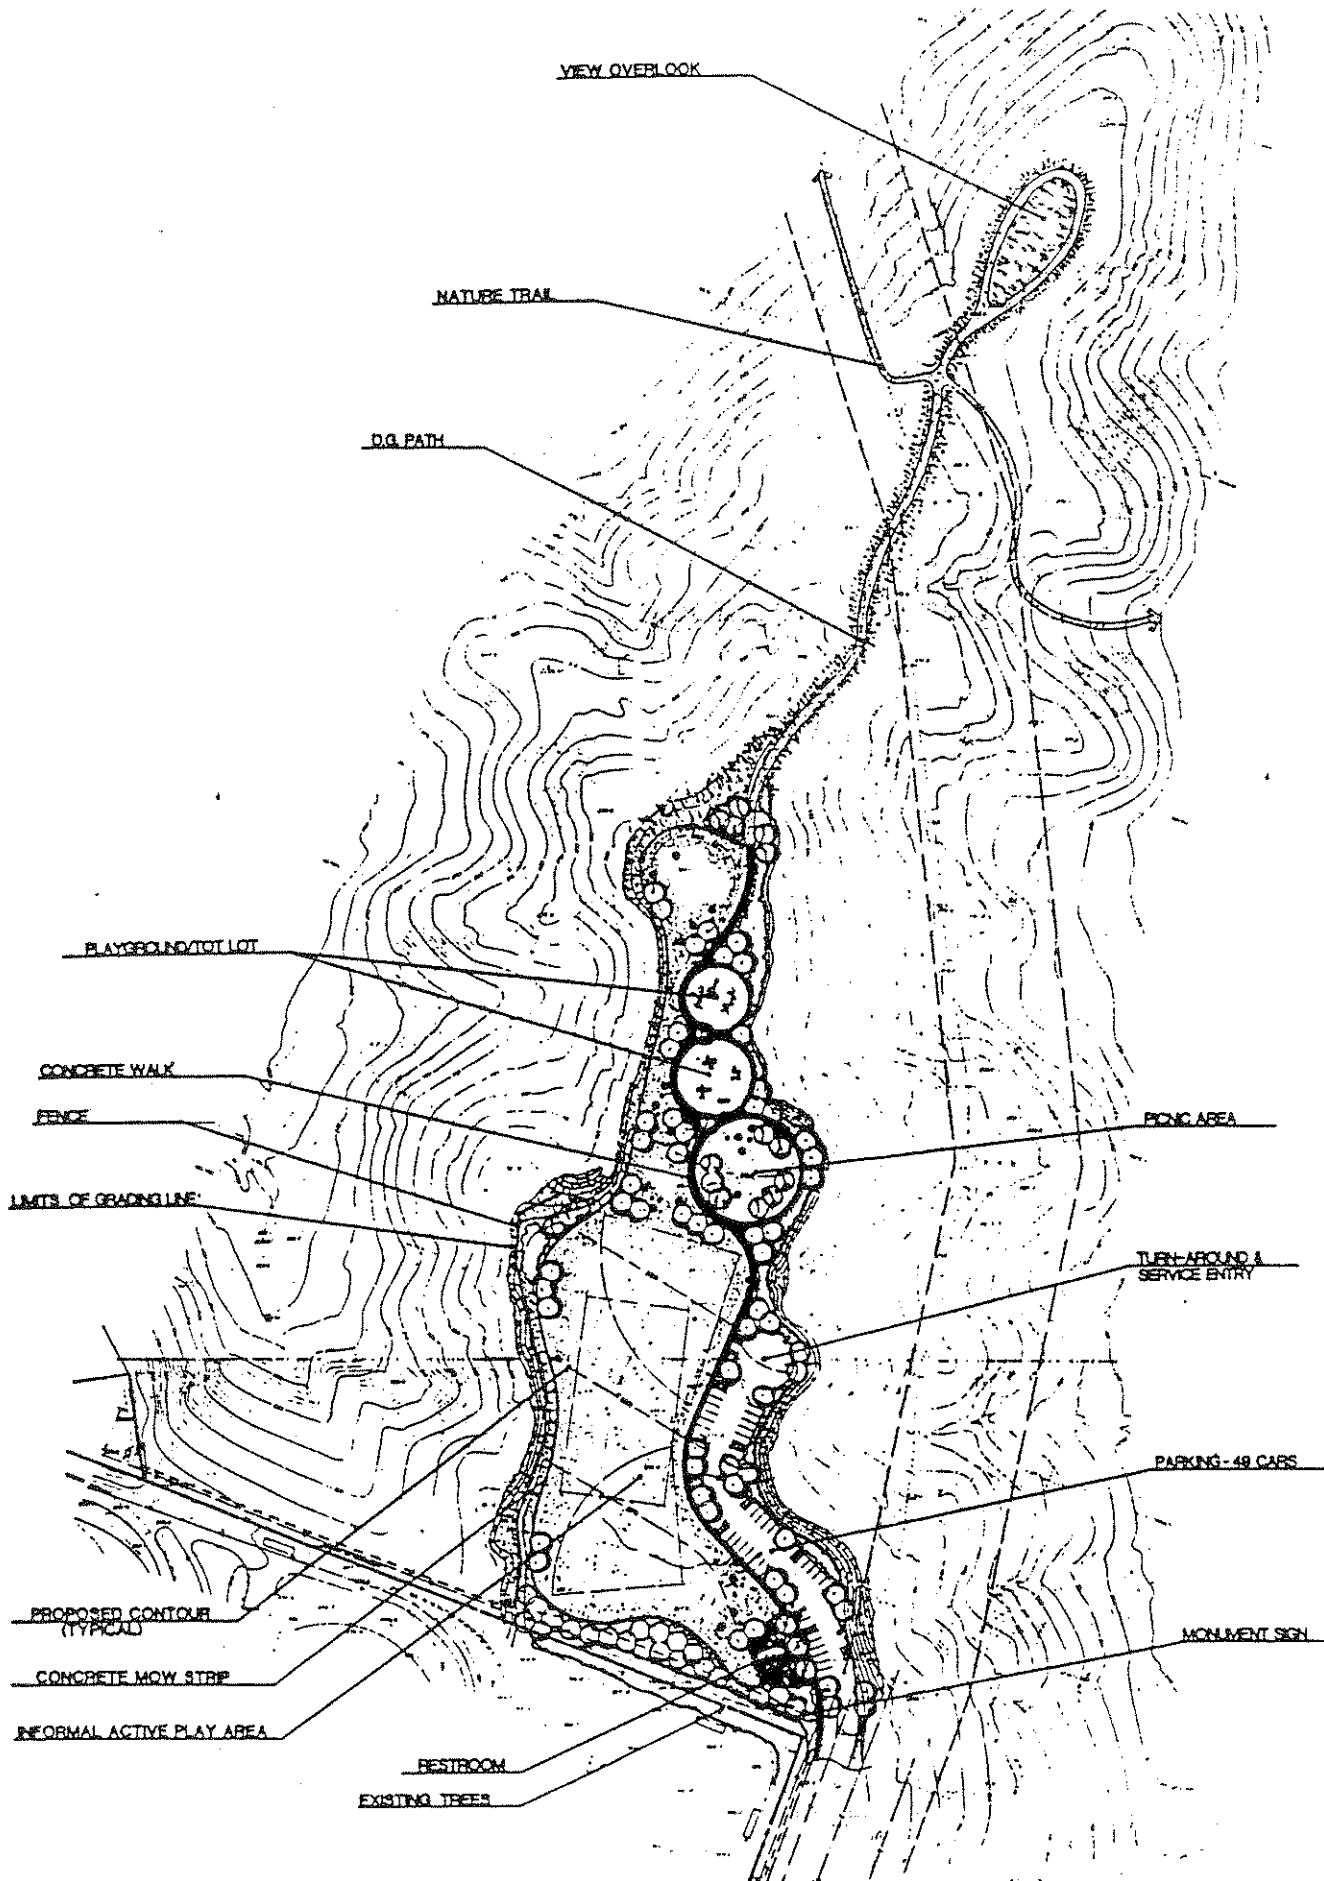 VIEW OVERLOOK
NATURE TRAIL
D.G. PATH
PLAYGROUND/TOT LOT
CONCRETE WALK
FENCE
LIMITS OF GRADING LINE
PICNIC AREA
TURN-AROUND &
SERVICE ENTRY
PARKING - 49 CARS
PROPOSED CONTOUR
(TYPICAL)
MONUMENT SIGN
CONCRETE MOW STRIP
INFORMAL ACTIVE PLAY AREA
RESTROOM
EXISTING TREES